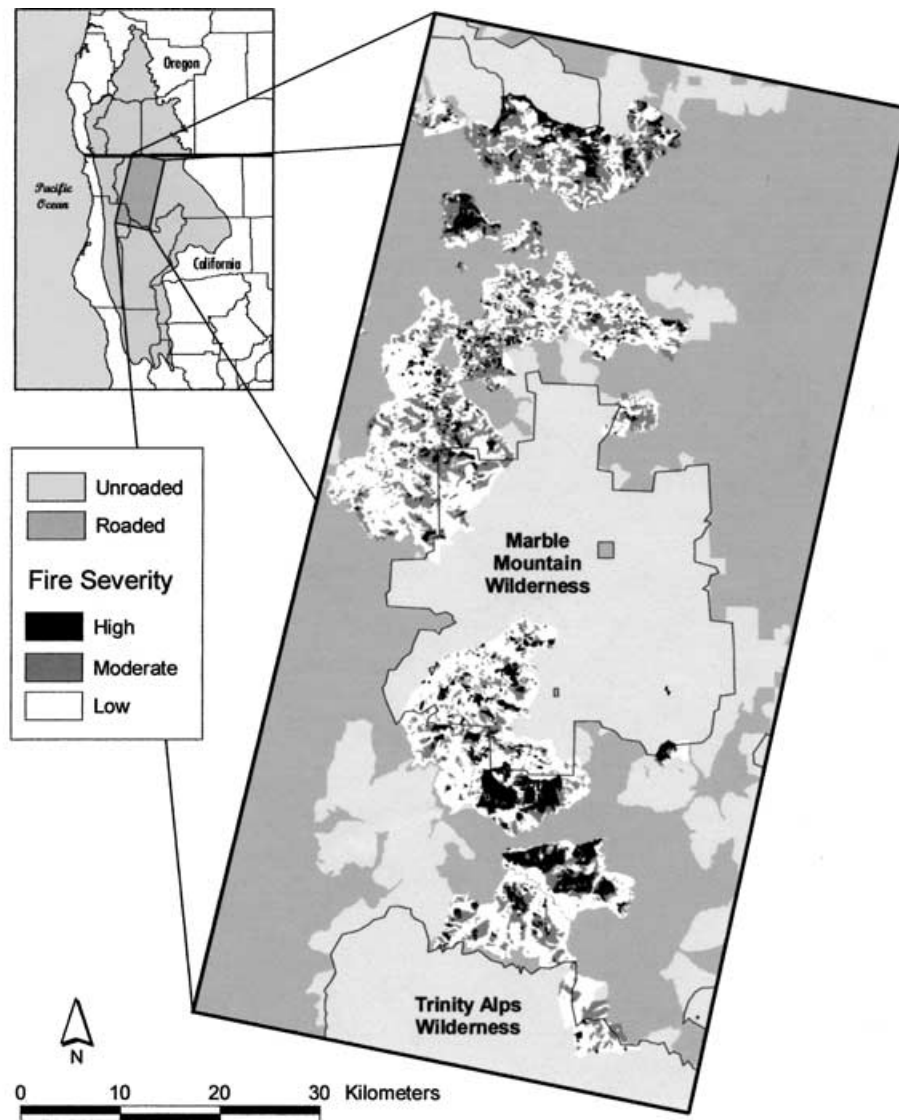 Oregon
Pacific
Ocean
California
Unroaded
Roaded
Fire Severity
High
Moderate
Low
Marble
Mountain
Wilderness
Trinity Alps
Wilderness
N
0 10 20 30 Kilometers